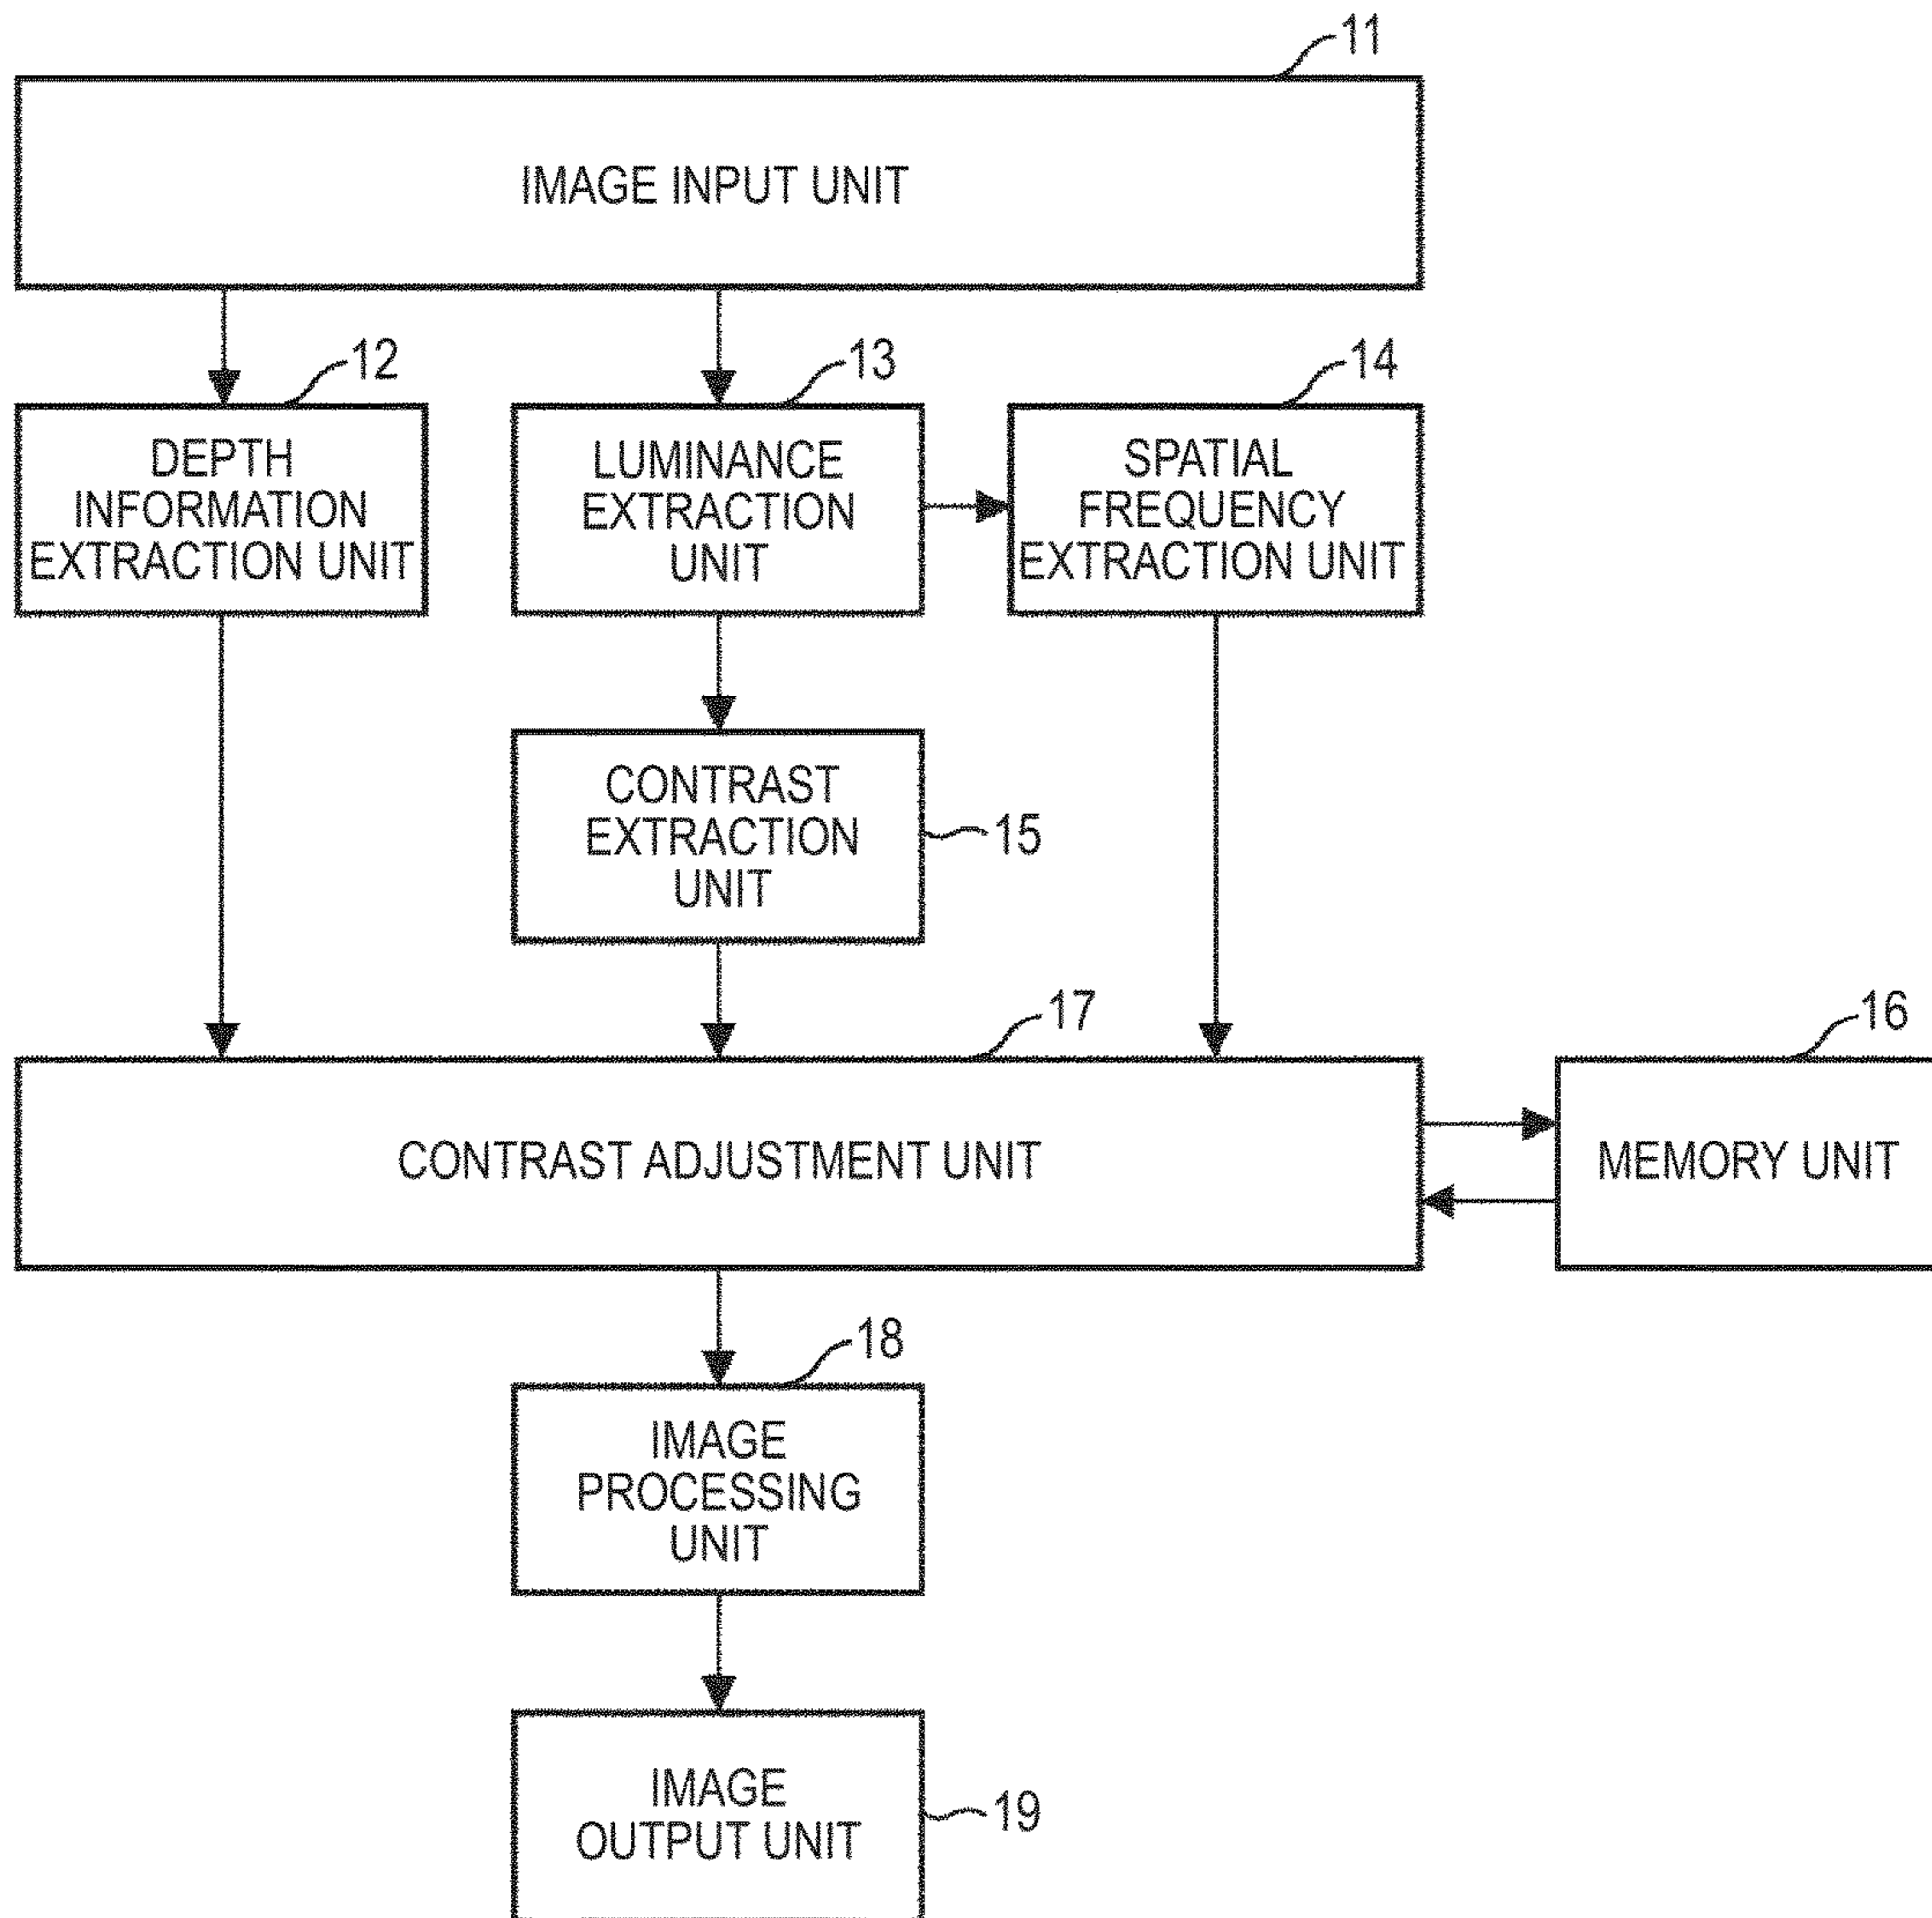 11
IMAGE INPUT UNIT
12
13
14
DEPTH
INFORMATION
EXTRACTION UNIT
LUMINANCE
EXTRACTION
UNIT
SPATIAL
FREQUENCY
EXTRACTION UNIT
CONTRAST
EXTRACTION
UNIT
15
17
16
CONTRAST ADJUSTMENT UNIT
MEMORY UNIT
18
IMAGE
PROCESSING
UNIT
IMAGE
OUTPUT UNIT
19